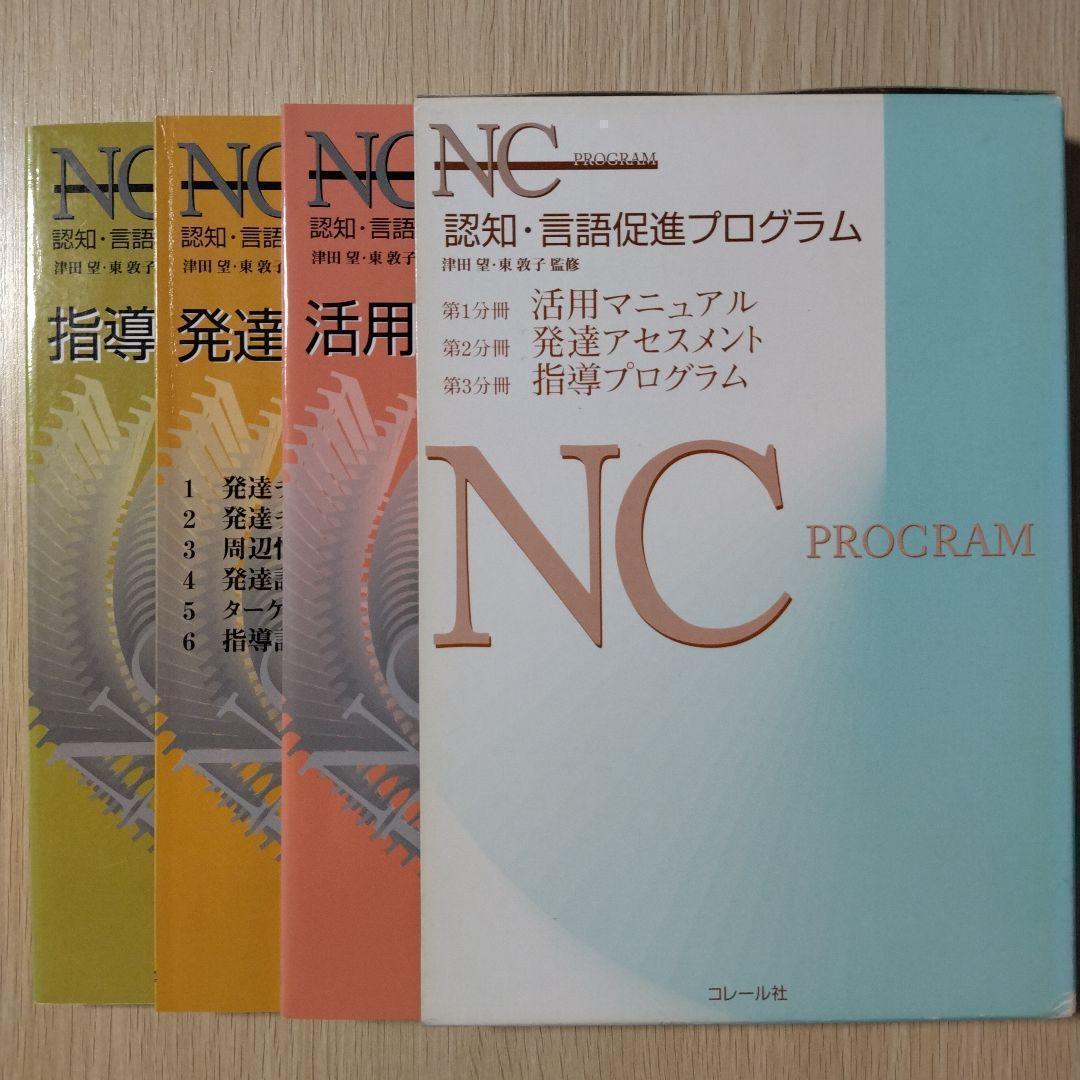 NC
認知・言語
津田 望・東 敦子
指導
NC
認知・言語
津田 望・東 敦子
発達
1 発達チ
2 発達チ
3 周辺
4 発達
5 ターゲ
6 指導
NC
認知・言語
津田 望・東 敦子
活用
NC PROGRAM
認知・言語促進プログラム
津田 望・東 敦子 監修
第1分冊 活用マニュアル
第2分冊 発達アセスメント
第3分冊 指導プログラム
NC PROGRAM
コレール社